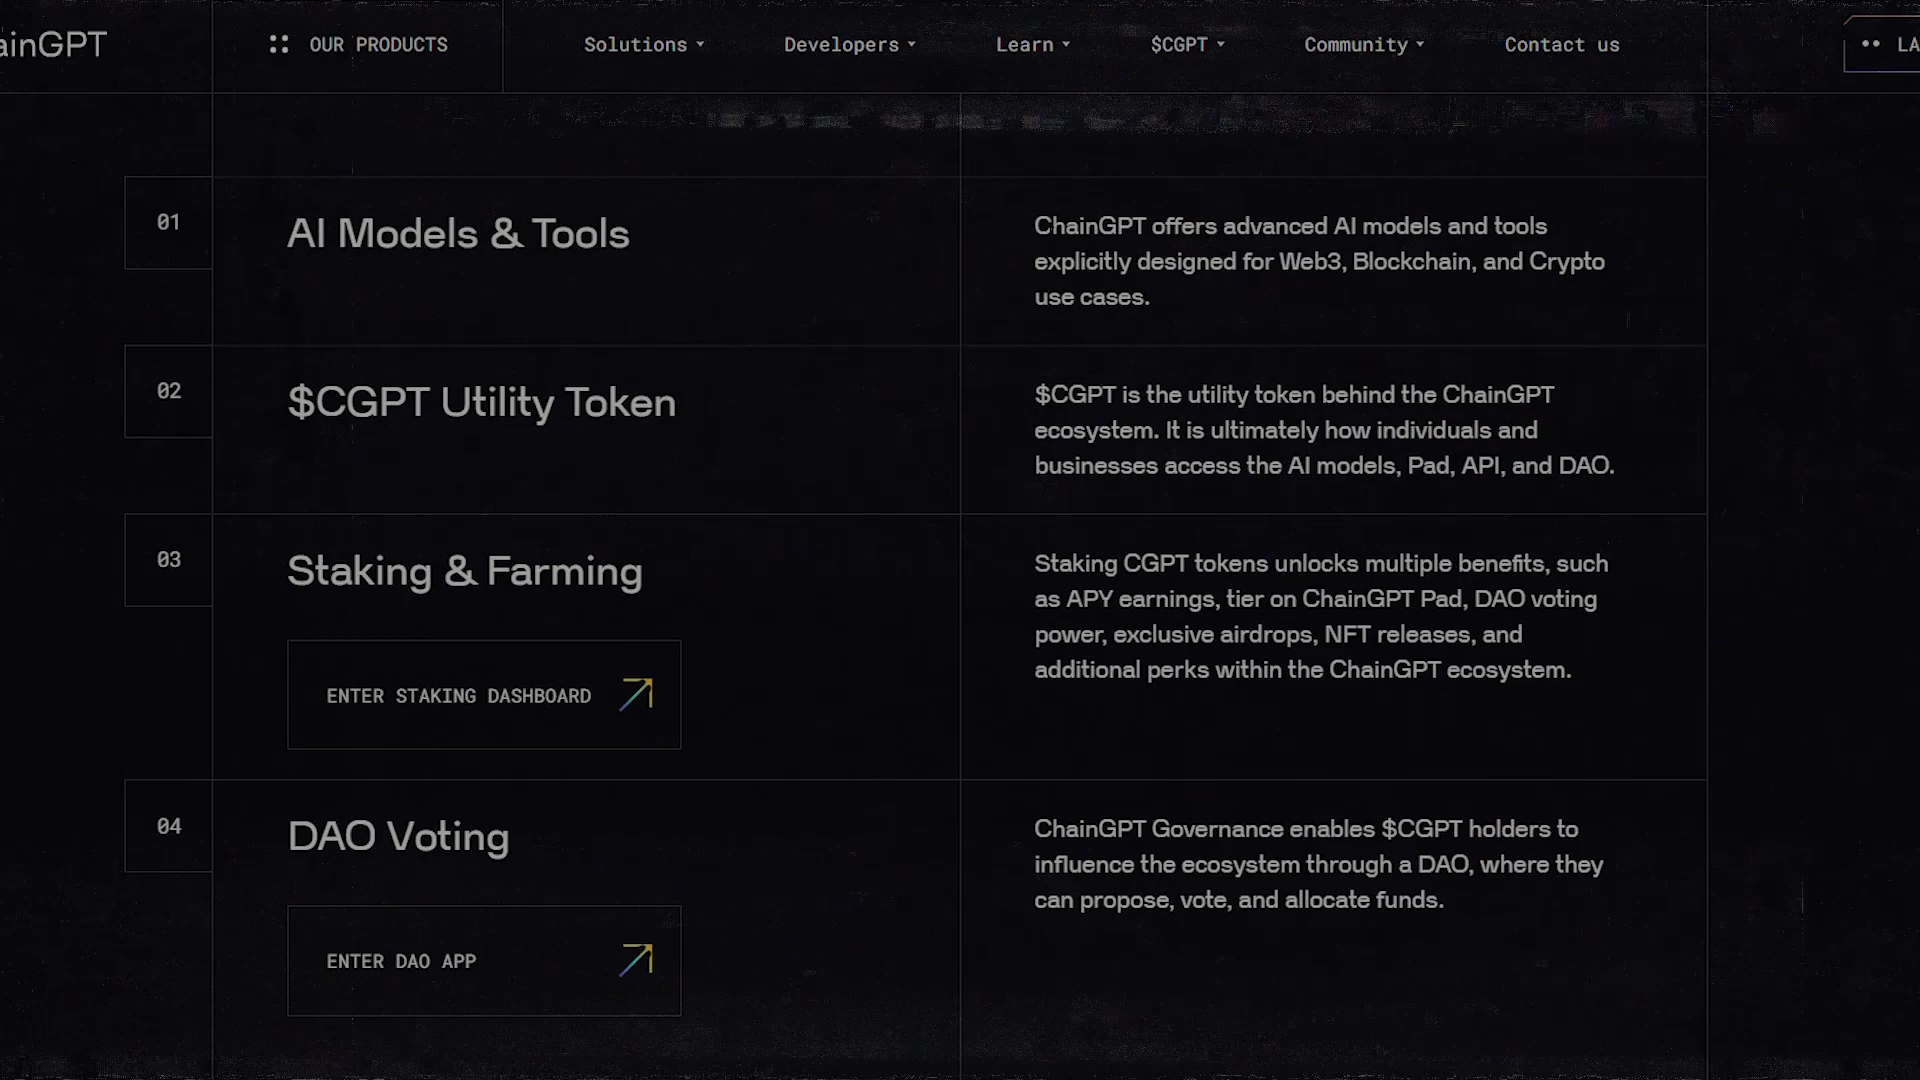 ainGPT
OUR PRODUCTS
Solutions
Developers
Learn
$CGPT
Community
Contact us
LA
01
AI Models & Tools
ChainGPT offers advanced AI models and tools
explicitly designed for Web3, Blockchain, and Crypto
use cases.
02
$CGPT Utility Token
$CGPT is the utility token behind the ChainGPT
ecosystem. It is ultimately how individuals and
businesses access the AI models, Pad, API, and DAO.
03
Staking & Farming
ENTER STAKING DASHBOARD
Staking CGPT tokens unlocks multiple benefits, such
as APY earnings, tier on ChainGPT Pad, DAO voting
power, exclusive airdrops, NFT releases, and
additional perks within the ChainGPT ecosystem.
04
DAO Voting
ENTER DAO APP
ChainGPT Governance enables $CGPT holders to
influence the ecosystem through a DAO, where they
can propose, vote, and allocate funds.